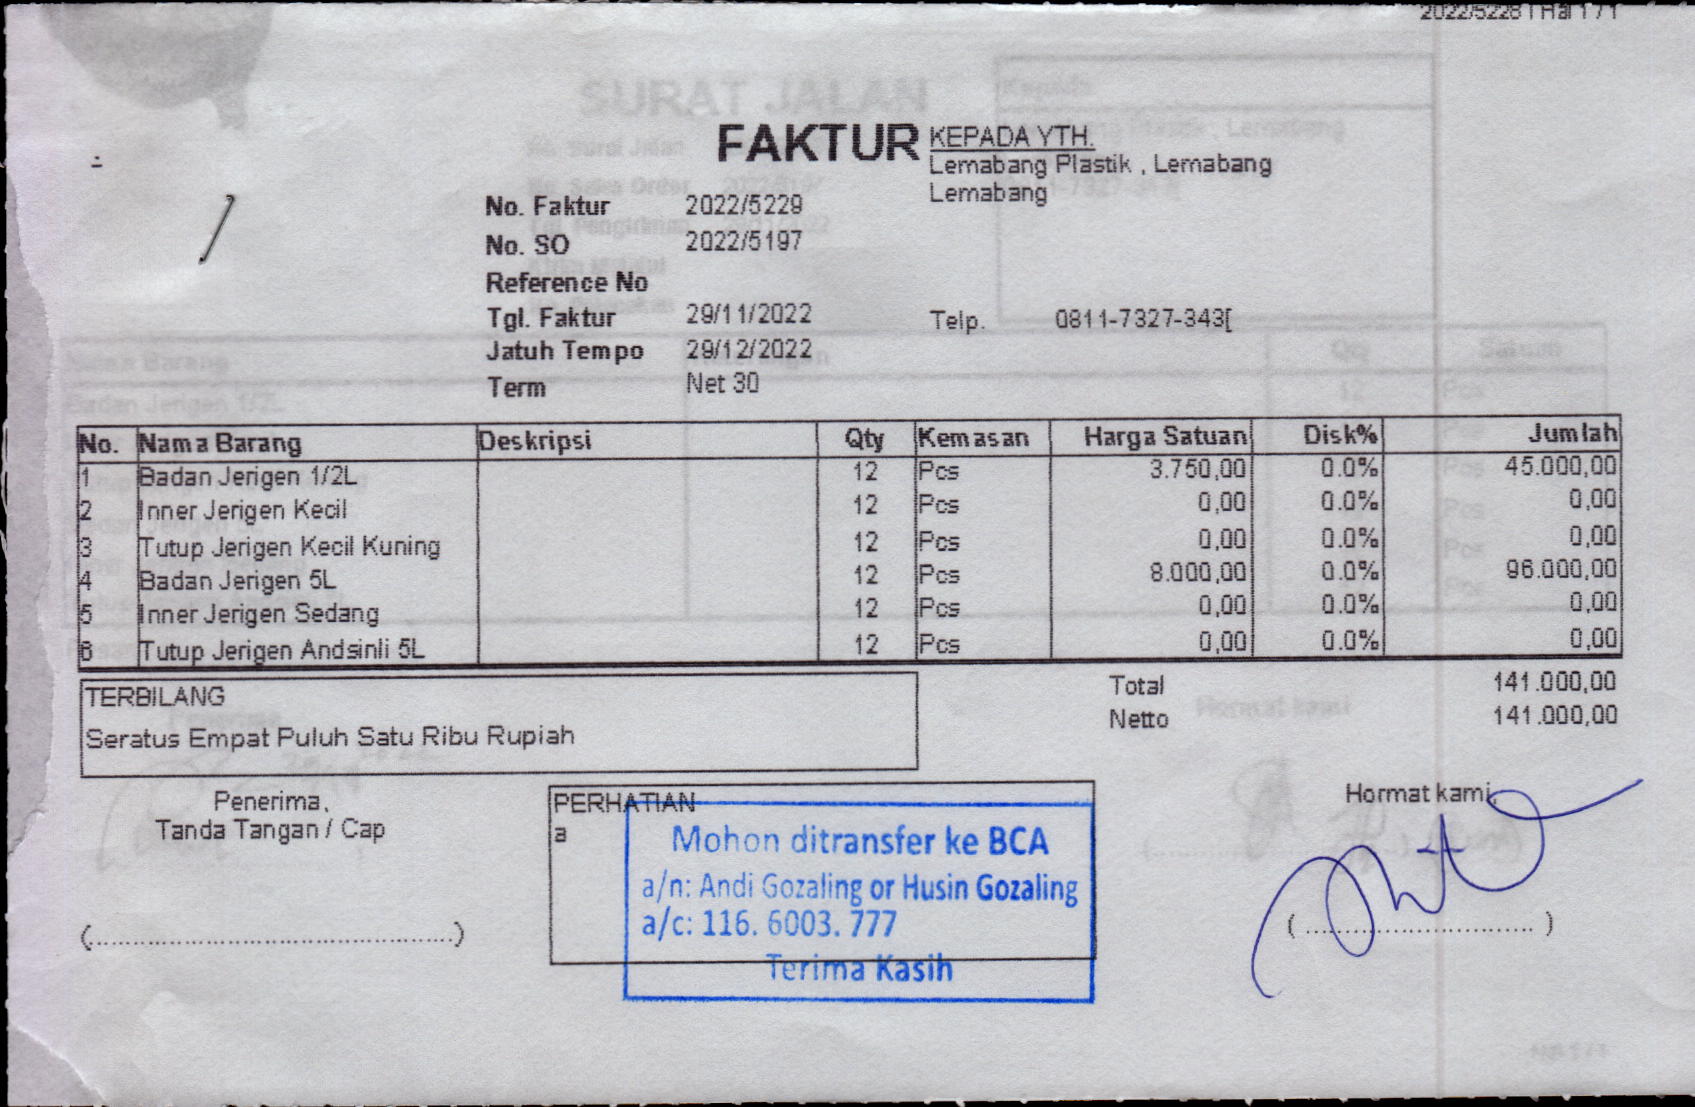 2022/5228 | Hal 1 / 1
FAKTUR
KEPADA YTH.
Lemabang Plastik , Lemabang
Lemabang
No. Faktur 2022/5229
No. SO 2022/5197
Reference No
Tgl. Faktur 29/11/2022
Telp. 0811-7327-343[
Jatuh Tempo 29/12/2022
Term Net 30
No. Nama Barang Deskripsi Qty Kemasan Harga Satuan Disk% Jumlah
1 Badan Jerigen 1/2L 12 Pcs 3.750,00 0.0% 45.000,00
2 Inner Jerigen Kecil 12 Pcs 0,00 0.0% 0,00
3 Tutup Jerigen Kecil Kuning 12 Pcs 0,00 0.0% 0,00
4 Badan Jerigen 5L 12 Pcs 8.000,00 0.0% 96.000,00
5 Inner Jerigen Sedang 12 Pcs 0,00 0.0% 0,00
6 Tutup Jerigen Andsinli 5L 12 Pcs 0,00 0.0% 0,00
Total 141.000,00
Netto 141.000,00
TERBILANG
Seratus Empat Puluh Satu Ribu Rupiah
Penerima,
Tanda Tangan / Cap
(................................................)
PERHATIAN
a
Mohon ditransfer ke BCA
a/n: Andi Gozaling or Husin Gozaling
a/c: 116. 6003. 777
Terima Kasih
Hormat kami,
( .............................. )
SURAT JALAN